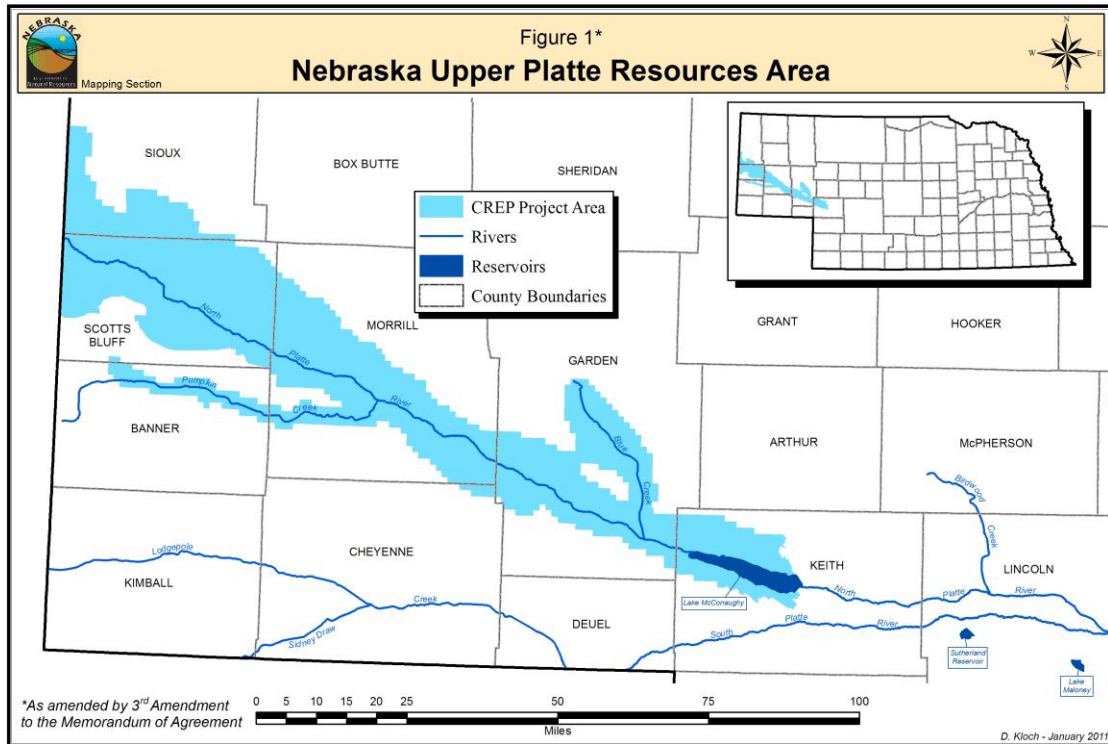 NEBRASKA
Natural Resources
Mapping Section
Figure 1*
Nebraska Upper Platte Resources Area
N
W E
S
SIOUX
BOX BUTTE
SHERIDAN
CREP Project Area
Rivers
Reservoirs
County Boundaries
SCOTTS
BLUFF
North
Platte
River
MORRILL
GARDEN
GRANT
HOOKER
Pumpkin
Creek
BANNER
Blue
Creek
ARTHUR
McPHERSON
Birdwood
Creek
Lodgepole
Creek
KIMBALL
CHEYENNE
Sidney Draw
DEUEL
Lake McConaughy
KEITH
LINCOLN
North
Platte
River
South
Platte
River
Sutherland
Reservoir
Lake
Maloney
*As amended by 3rd Amendment
to the Memorandum of Agreement
0 5 10 15 20 25 50 75 100
Miles
D. Kloch - January 2011